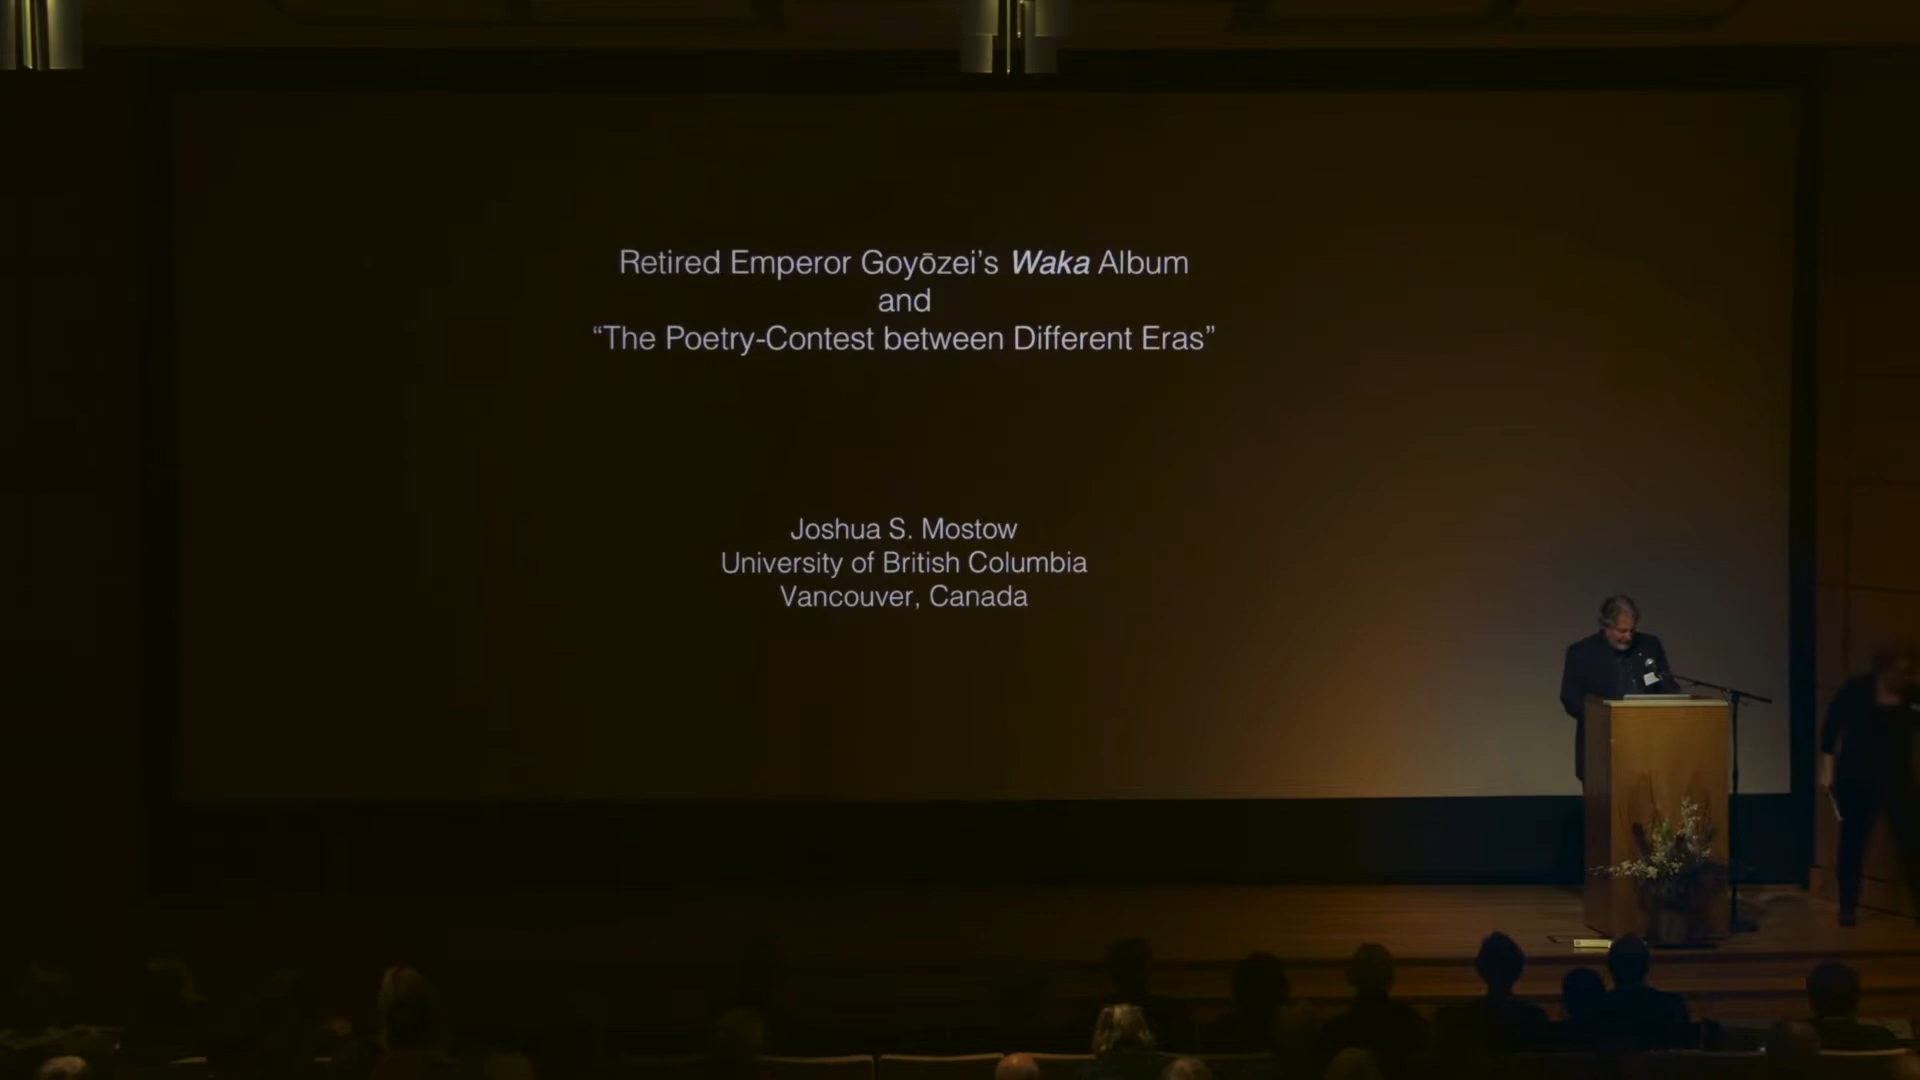 Retired Emperor Goyōzei’s Waka Album
and
“The Poetry-Contest between Different Eras”
Joshua S. Mostow
University of British Columbia
Vancouver, Canada